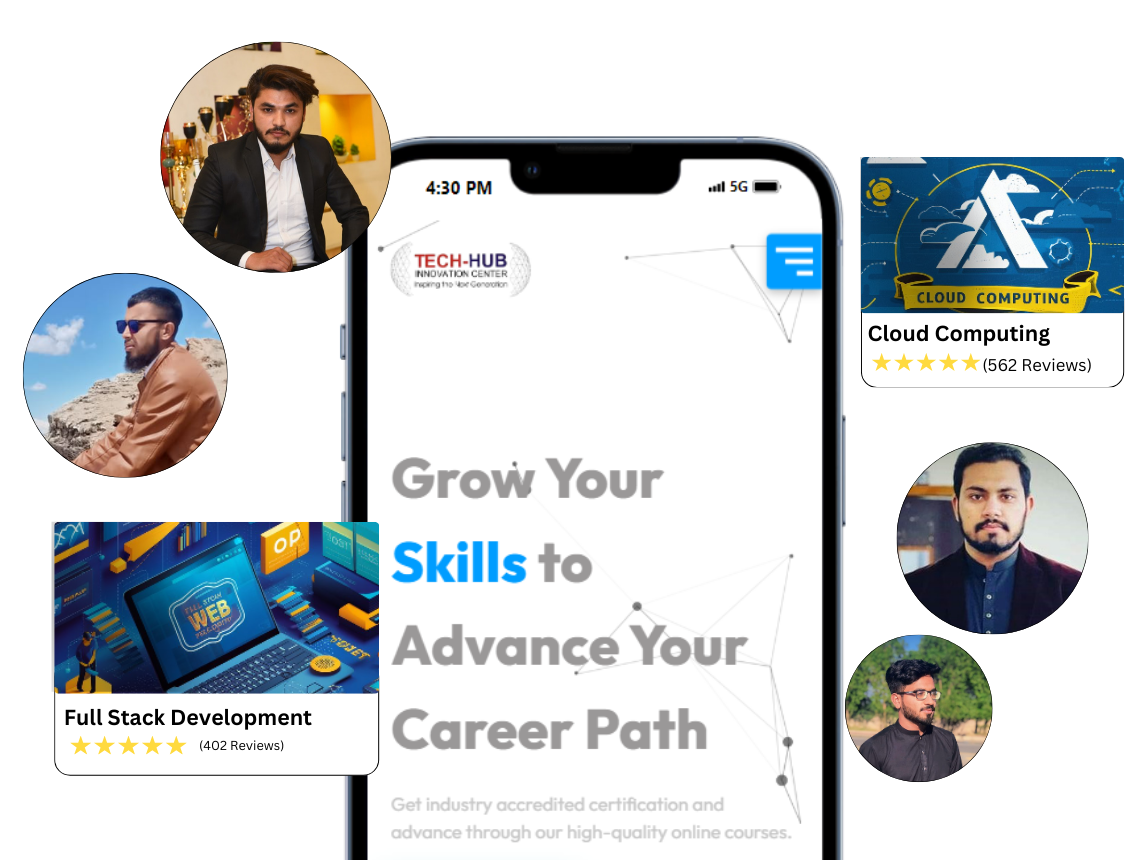 4:30 PM
5G
TECH-HUB
INNOVATION CENTER
Inspiring the Next Generation
CLOUD COMPUTING
Cloud Computing
(562 Reviews)
Grow Your
Skills to
Advance Your
Career Path
OP
WEB
Full Stack Development
(402 Reviews)
Get industry accredited certification and
advance through our high-quality online courses.